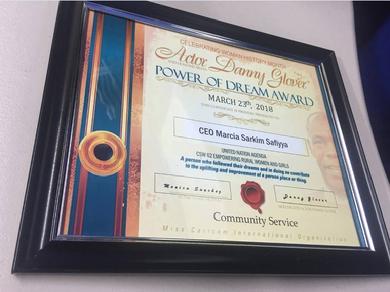 CELEBRATING WOMAN HISTORY MONTH
Actor Danny Glover
POWER OF DREAM AWARD
MARCH 23th, 2018
CEO Marcia Sarkim Safiyya
UNITED NATION AGENDA
CSW 62 EMPOWERING RURAL WOMEN AND GIRLS
A person who followed their dreams and in doing so contribute
to the uplifting and improvement of a person place or thing
Danny Glover
Community Service
Miss Caricom International Organization